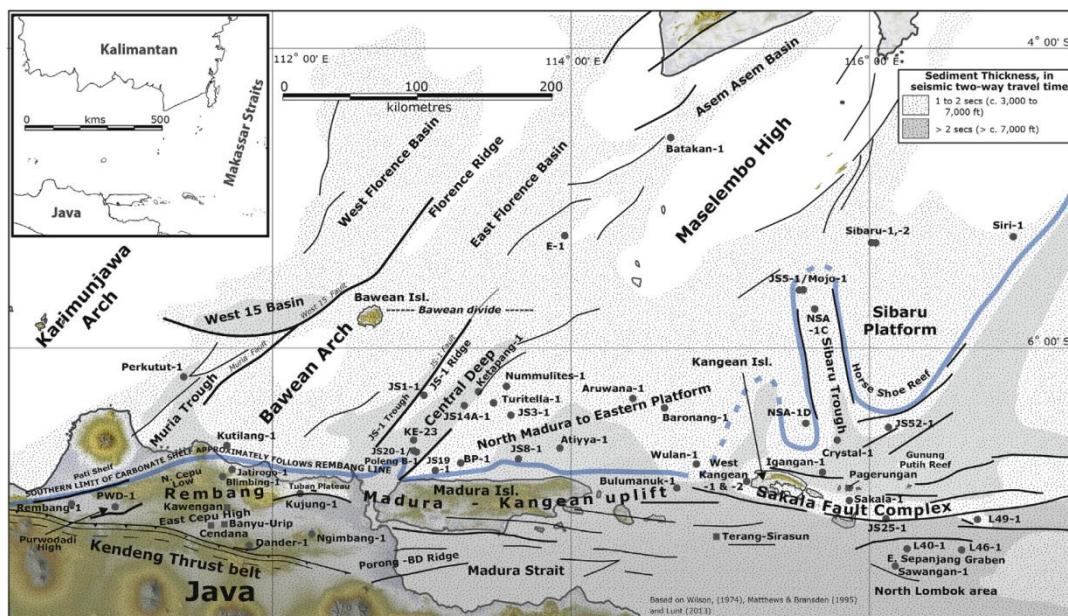 Kalimantan
kms
0
500
Java
Makassar Straits
112° 00' E
114° 00' E
116° 00' E
4° 00' S
6° 00' S
0
100
200
kilometres
Sediment Thickness, in
seismic two-way travel time
1 to 2 secs (c. 3,000 to
7,000 ft)
> 2 secs (> c. 7,000 ft)
Asem Asem Basin
Batakan-1
Maselembo High
West Florence Basin
Florence Ridge
East Florence Basin
E-1
Sibaru-1,-2
Siri-1
JS5-1/Mojo-1
NSA
-1C
Sibaru
Platform
Sibaru Trough
Horse Shoe Reef
Karimunjawa
Arch
West 15 Basin
West 15 Fault
Muria Fault
Bawean Isl.
Bawean divide
Bawean Arch
Perkutut-1
Muria Trough
JS-1 Fault
JS-1 Ridge
JS-1 Trough
JS1-1
Central Deep
Ketapang-1
Nummulites-1
Turitella-1
JS14A-1
JS3-1
Aruwana-1
Baronang-1
Kangean Isl.
NSA-1D
JS52-1
North Madura to Eastern Platform
KE-23
JS20-1/
Poleng B-1
JS19
-1
BP-1
JS8-1
Atiyya-1
Wulan-1
West
Kangean
-1 & -2
Igangan-1
Crystal-1
Pagerungan
Gunung
Putih Reef
Bulumanuk-1
Sakala-1
Sakala Fault Complex
JS25-1
L49-1
Kutilang-1
Pati Shelf
SOUTHERN LIMIT OF CARBONATE SHELF APPROXIMATELY FOLLOWS REMBANG LINE
N. Cepu
Low
Jatirogo-1
Blimbing-1
Rembang
Tuban Plateau
Kujung-1
PWD-1
Rembang-1
Kawengan
East Cepu High
Banyu-Urip
Cendana
Purwodadi
High
Dander-1
Ngimbang-1
Kendeng Thrust belt
Java
Madura Isl.
Madura - Kangean uplift
Porong -BD Ridge
Madura Strait
Terang-Sirasun
L40-1
L46-1
E. Sepanjang Graben
Sawangan-1
North Lombok area
Based on Wilson, (1974), Matthews & Bransden (1995)
and Lunt (2013)